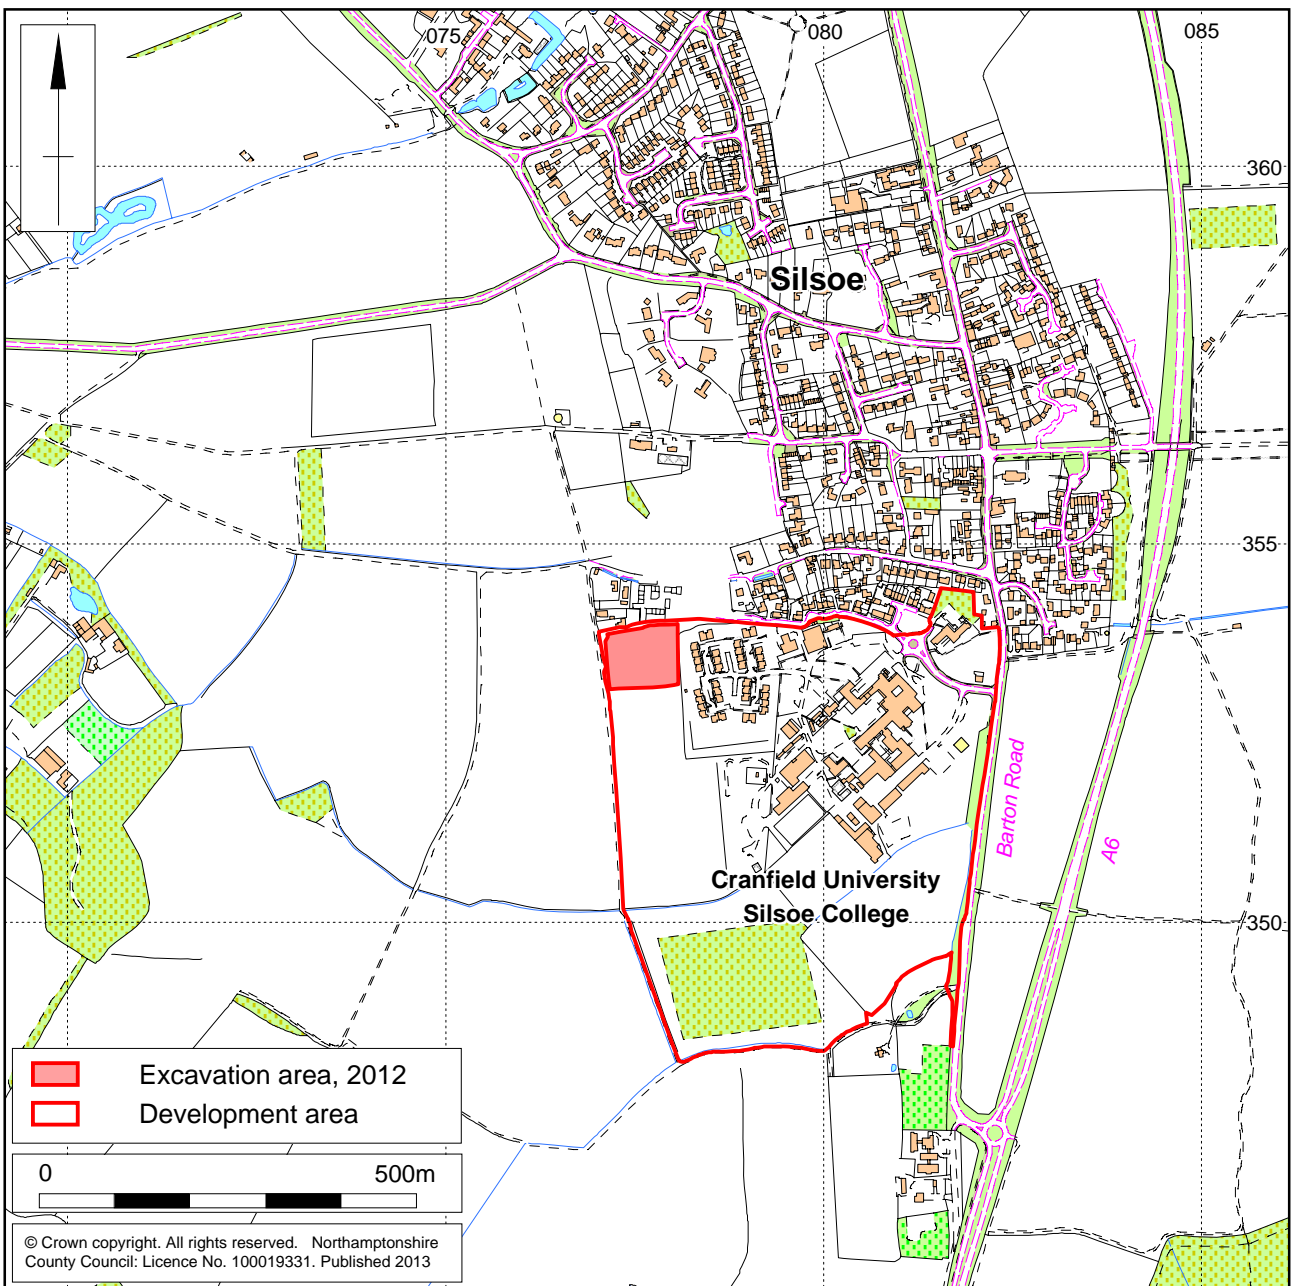 075
080
085
360
Silsoe
355
Barton Road
A6
Cranfield University
Silsoe College
350
Excavation area, 2012
Development area
0 500m
© Crown copyright. All rights reserved. Northamptonshire
County Council: Licence No. 100019331. Published 2013